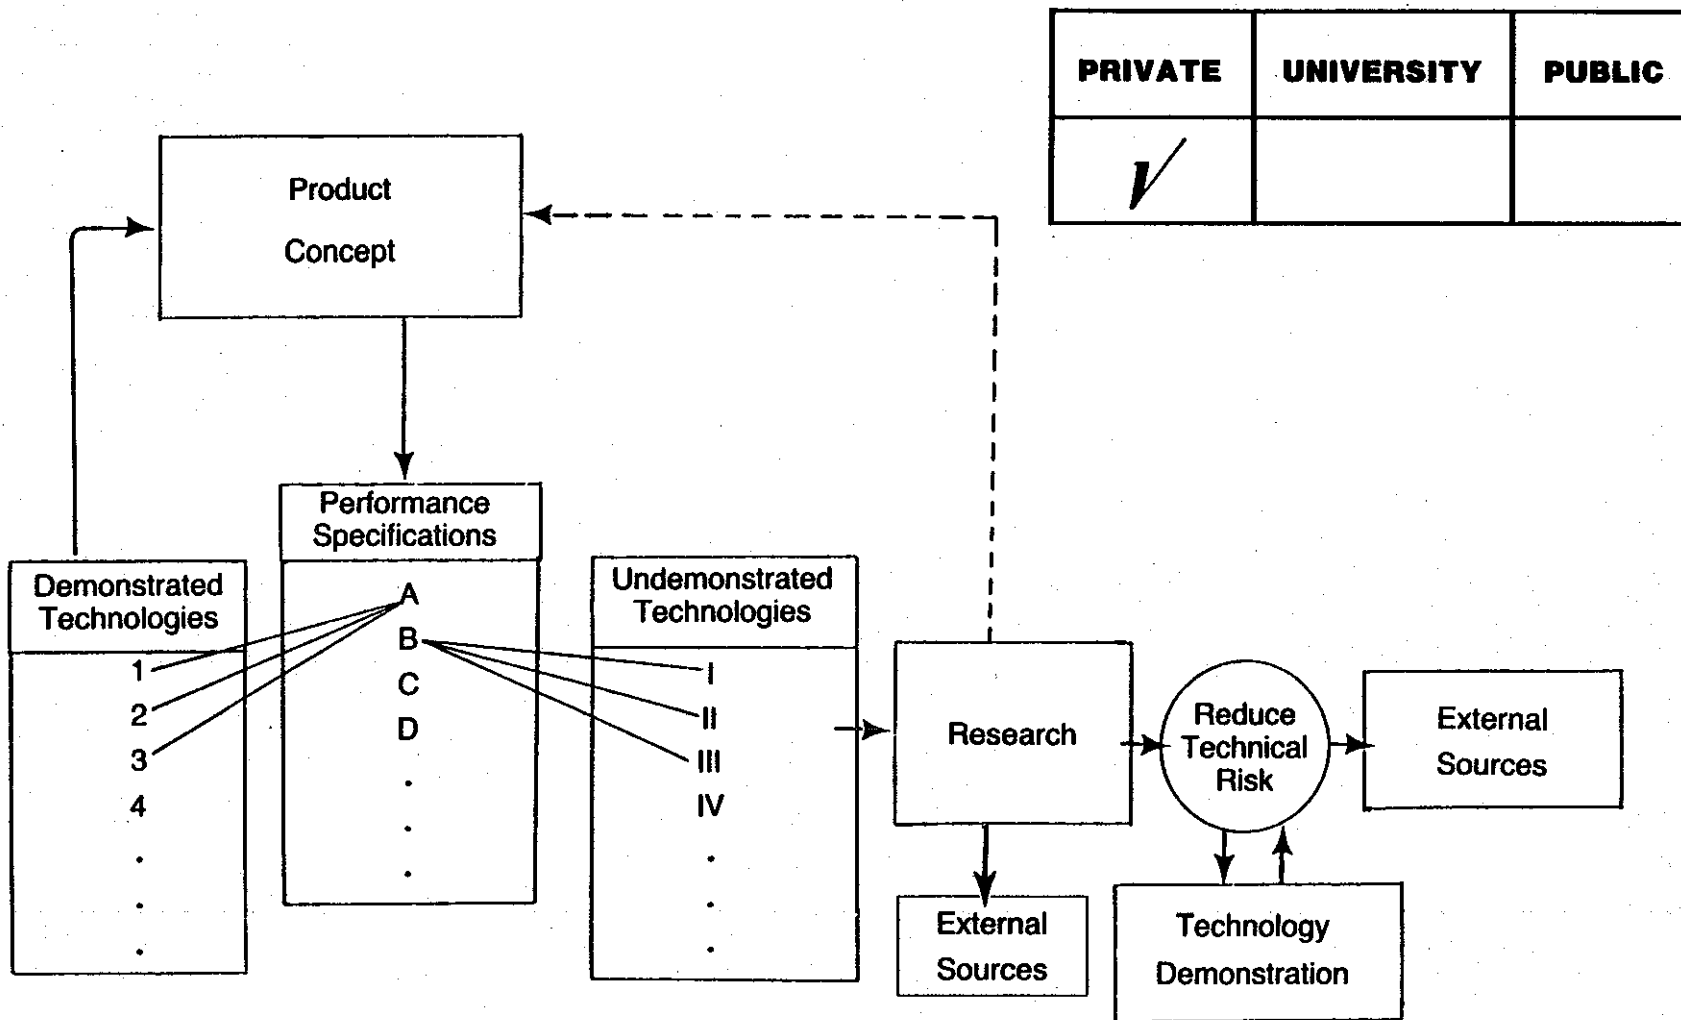 PRIVATE UNIVERSITY PUBLIC
√
Product
Concept
Performance
Specifications
A
B
C
D
.
.
.
Demonstrated
Technologies
1
2
3
4
.
.
.
Undemonstrated
Technologies
I
II
III
IV
.
.
.
Research
External
Sources
Reduce
Technical
Risk
Technology
Demonstration
External
Sources